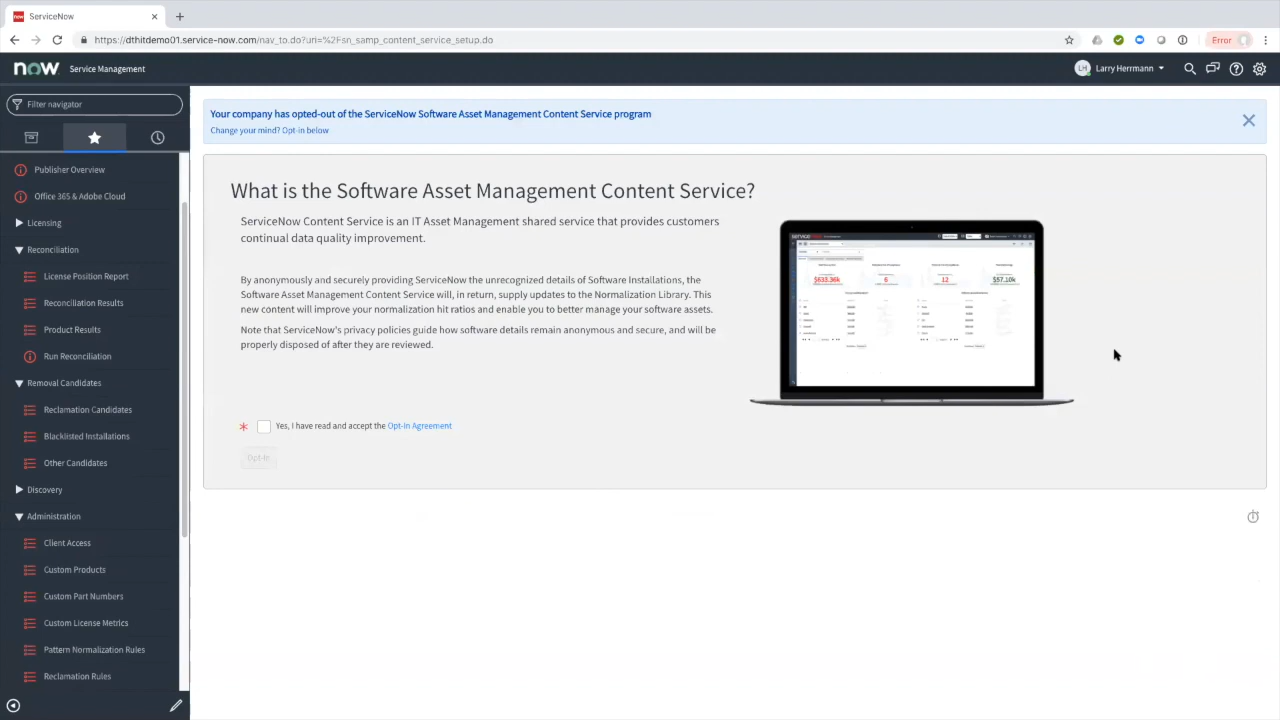 ServiceNow
https://dthitdemo01.service-now.com/nav_to.do?uri=%2Fsn_samp_content_service_setup.do
Error
now Service Management
Larry Herrmann
LH
Filter navigator
Publisher Overview
Office 365 & Adobe Cloud
Licensing
Reconciliation
License Position Report
Reconciliation Results
Product Results
Run Reconciliation
Removal Candidates
Reclamation Candidates
Blacklisted Installations
Other Candidates
Discovery
Administration
Client Access
Custom Products
Custom Part Numbers
Custom License Metrics
Pattern Normalization Rules
Reclamation Rules
Your company has opted-out of the ServiceNow Software Asset Management Content Service program
Change your mind? Opt-in below
What is the Software Asset Management Content Service?
ServiceNow Content Service is an IT Asset Management shared service that provides customers
continual data quality improvement.
By anonymously and securely providing ServiceNow the unrecognized details of Software Installations, the
Software Asset Management Content Service will, in return, supply updates to the Normalization Library. This
new content will improve your normalization hit ratios and enable you to better manage your software assets.
Note that ServiceNow's privacy policies guide how software details remain anonymous and secure, and will be
properly disposed of after they are reviewed.
$633.36k 6 12 $57.10k
* Yes, I have read and accept the Opt-In Agreement
Opt-In